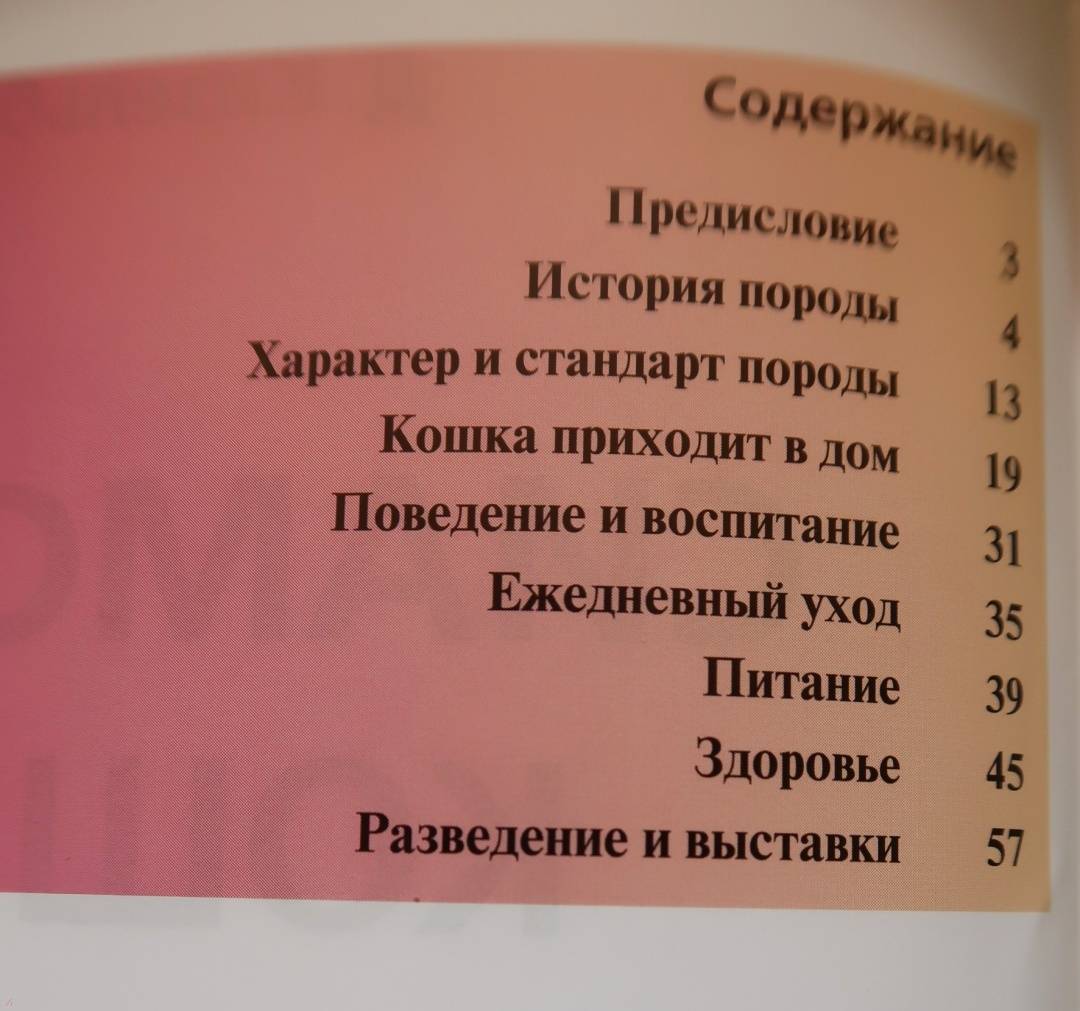 Содержание
Предисловие 3
История породы 4
Характер и стандарт породы 13
Кошка приходит в дом 19
Поведение и воспитание 31
Ежедневный уход 35
Питание 39
Здоровье 45
Разведение и выставки 57